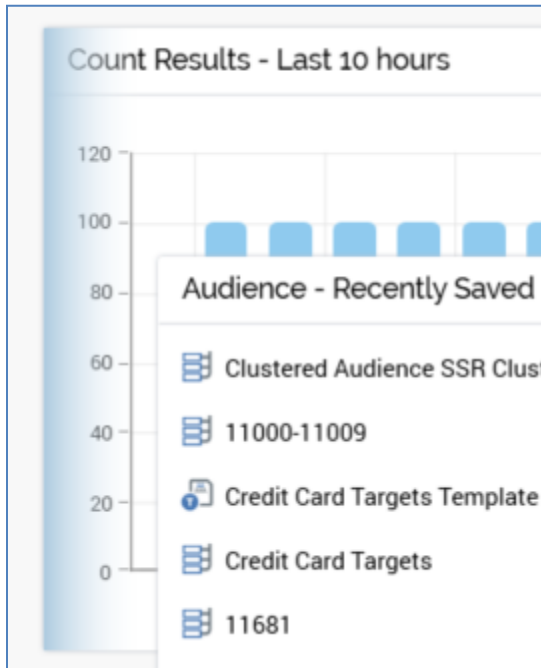 Count Results - Last 10 hours
120
100
80
60
40
20
0
Audience - Recently Saved
Clustered Audience SSR Clust
11000-11009
Credit Card Targets Template
Credit Card Targets
11681